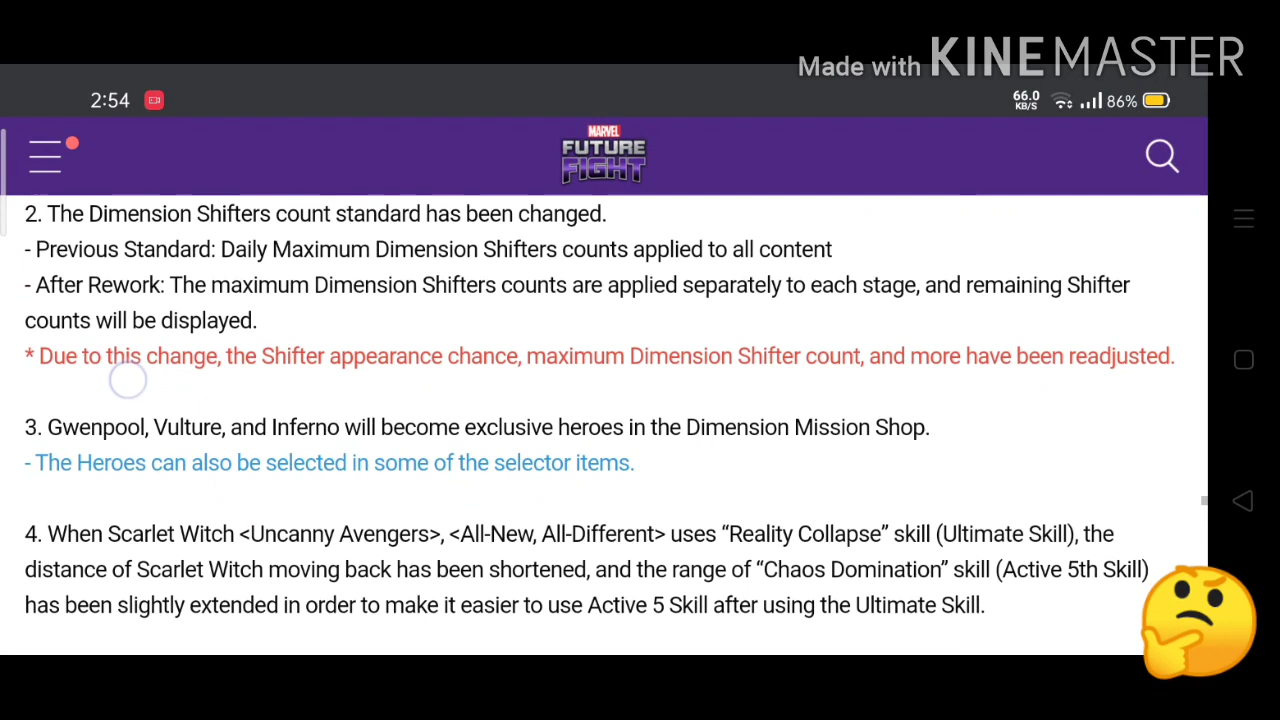 Made with KINEMASTER
2:54
66.0
KB/S
86%
MARVEL
FUTURE
FIGHT
2. The Dimension Shifters count standard has been changed.
- Previous Standard: Daily Maximum Dimension Shifters counts applied to all content
- After Rework: The maximum Dimension Shifters counts are applied separately to each stage, and remaining Shifter
counts will be displayed.
* Due to this change, the Shifter appearance chance, maximum Dimension Shifter count, and more have been readjusted.
3. Gwenpool, Vulture, and Inferno will become exclusive heroes in the Dimension Mission Shop.
- The Heroes can also be selected in some of the selector items.
4. When Scarlet Witch <Uncanny Avengers>, <All-New, All-Different> uses “Reality Collapse” skill (Ultimate Skill), the
distance of Scarlet Witch moving back has been shortened, and the range of “Chaos Domination” skill (Active 5th Skill)
has been slightly extended in order to make it easier to use Active 5 Skill after using the Ultimate Skill.